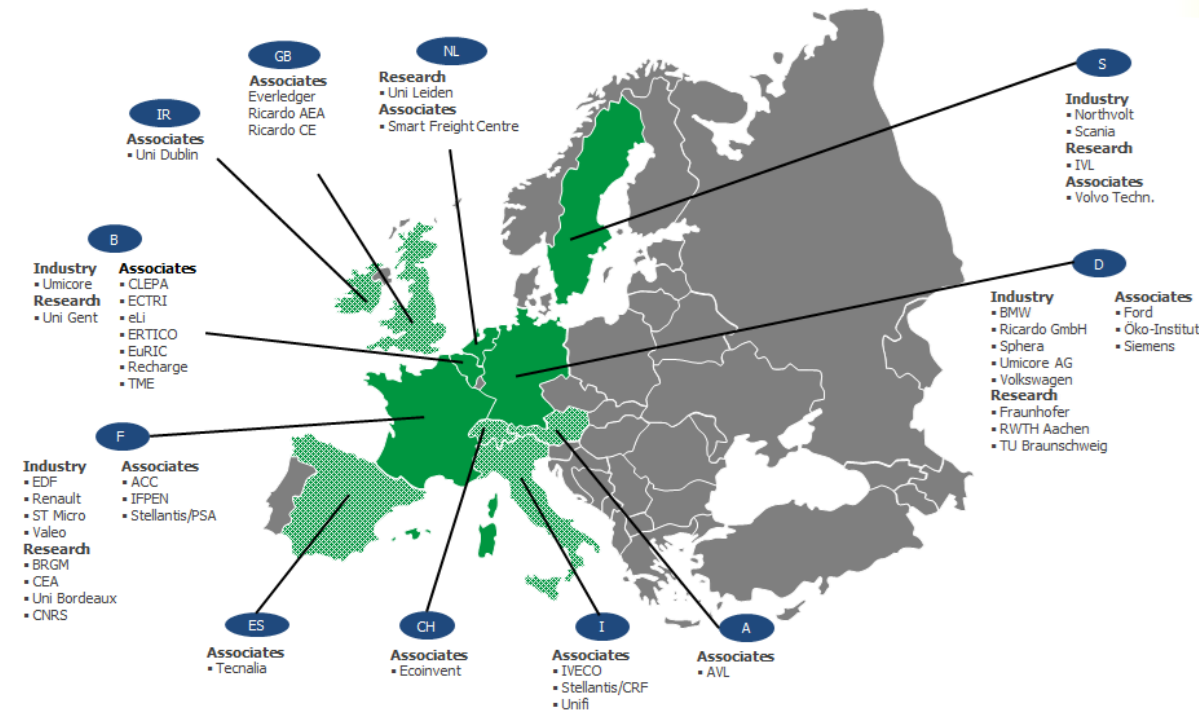 GB
Associates
Everledger
Ricardo AEA
Ricardo CE
NL
Research
▪ Uni Leiden
Associates
▪ Smart Freight Centre
S
Industry
▪ Northvolt
▪ Scania
Research
▪ IVL
Associates
▪ Volvo Techn.
IR
Associates
▪ Uni Dublin
B
Industry
▪ Umicore
Research
▪ Uni Gent
Associates
▪ CLEPA
▪ ECTRI
▪ eLi
▪ ERTICO
▪ EuRIC
▪ Recharge
▪ TME
D
Industry
▪ BMW
▪ Ricardo GmbH
▪ Sphera
▪ Umicore AG
▪ Volkswagen
Research
▪ Fraunhofer
▪ RWTH Aachen
▪ TU Braunschweig
Associates
▪ Ford
▪ Öko-Institut
▪ Siemens
F
Industry
▪ EDF
▪ Renault
▪ ST Micro
▪ Valeo
Research
▪ BRGM
▪ CEA
▪ Uni Bordeaux
▪ CNRS
Associates
▪ ACC
▪ IFPEN
▪ Stellantis/PSA
ES
Associates
▪ Tecnalia
CH
Associates
▪ Ecoinvent
I
Associates
▪ IVECO
▪ Stellantis/CRF
▪ Unifi
A
Associates
▪ AVL